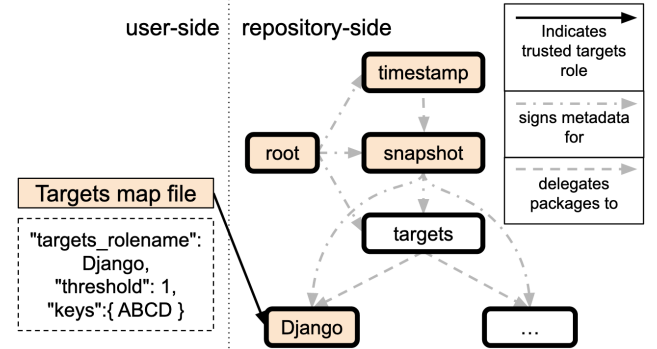 user-side
repository-side
Indicates
trusted targets
role
timestamp
signs metadata
for
root
snapshot
delegates
packages to
Targets map file
targets
"targets_rolename":
Django,
"threshold": 1,
"keys":{ ABCD }
Django
...